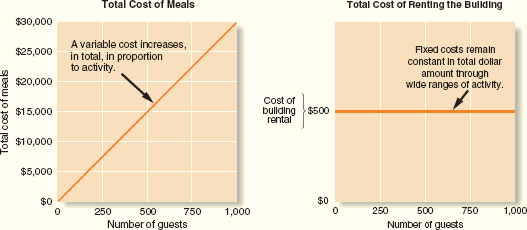 Total Cost of Meals
$30,000
$25,000
$20,000
$15,000
$10,000
$5,000
$0
Total cost of meals
A variable cost increases,
in total, in proportion
to activity.
0 250 500 750 1,000
Number of guests
Total Cost of Renting the Building
Cost of
building
rental
$500
$0
Fixed costs remain
constant in total dollar
amount through
wide ranges of activity.
0 250 500 750 1,000
Number of guests